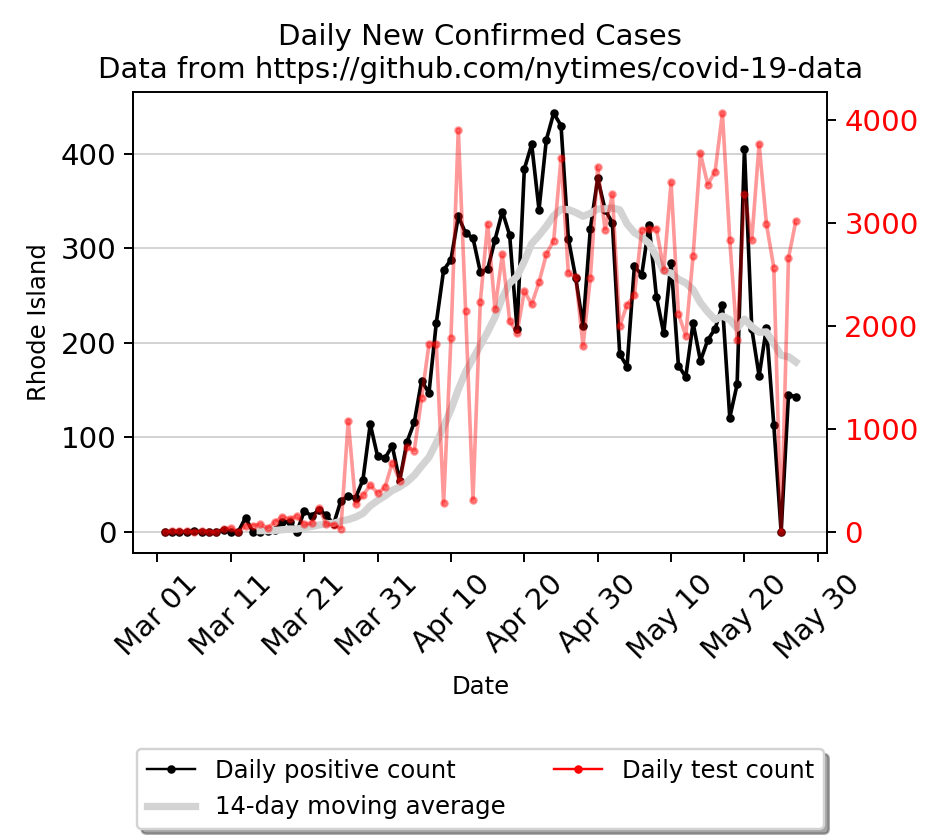 Daily New Confirmed Cases
Data from https://github.com/nytimes/covid-19-data
Rhode Island
400
300
200
100
0
4000
3000
2000
1000
0
Mar 01
Mar 11
Mar 21
Mar 31
Apr 10
Apr 20
Apr 30
May 10
May 20
May 30
Date
Daily positive count
Daily test count
14-day moving average